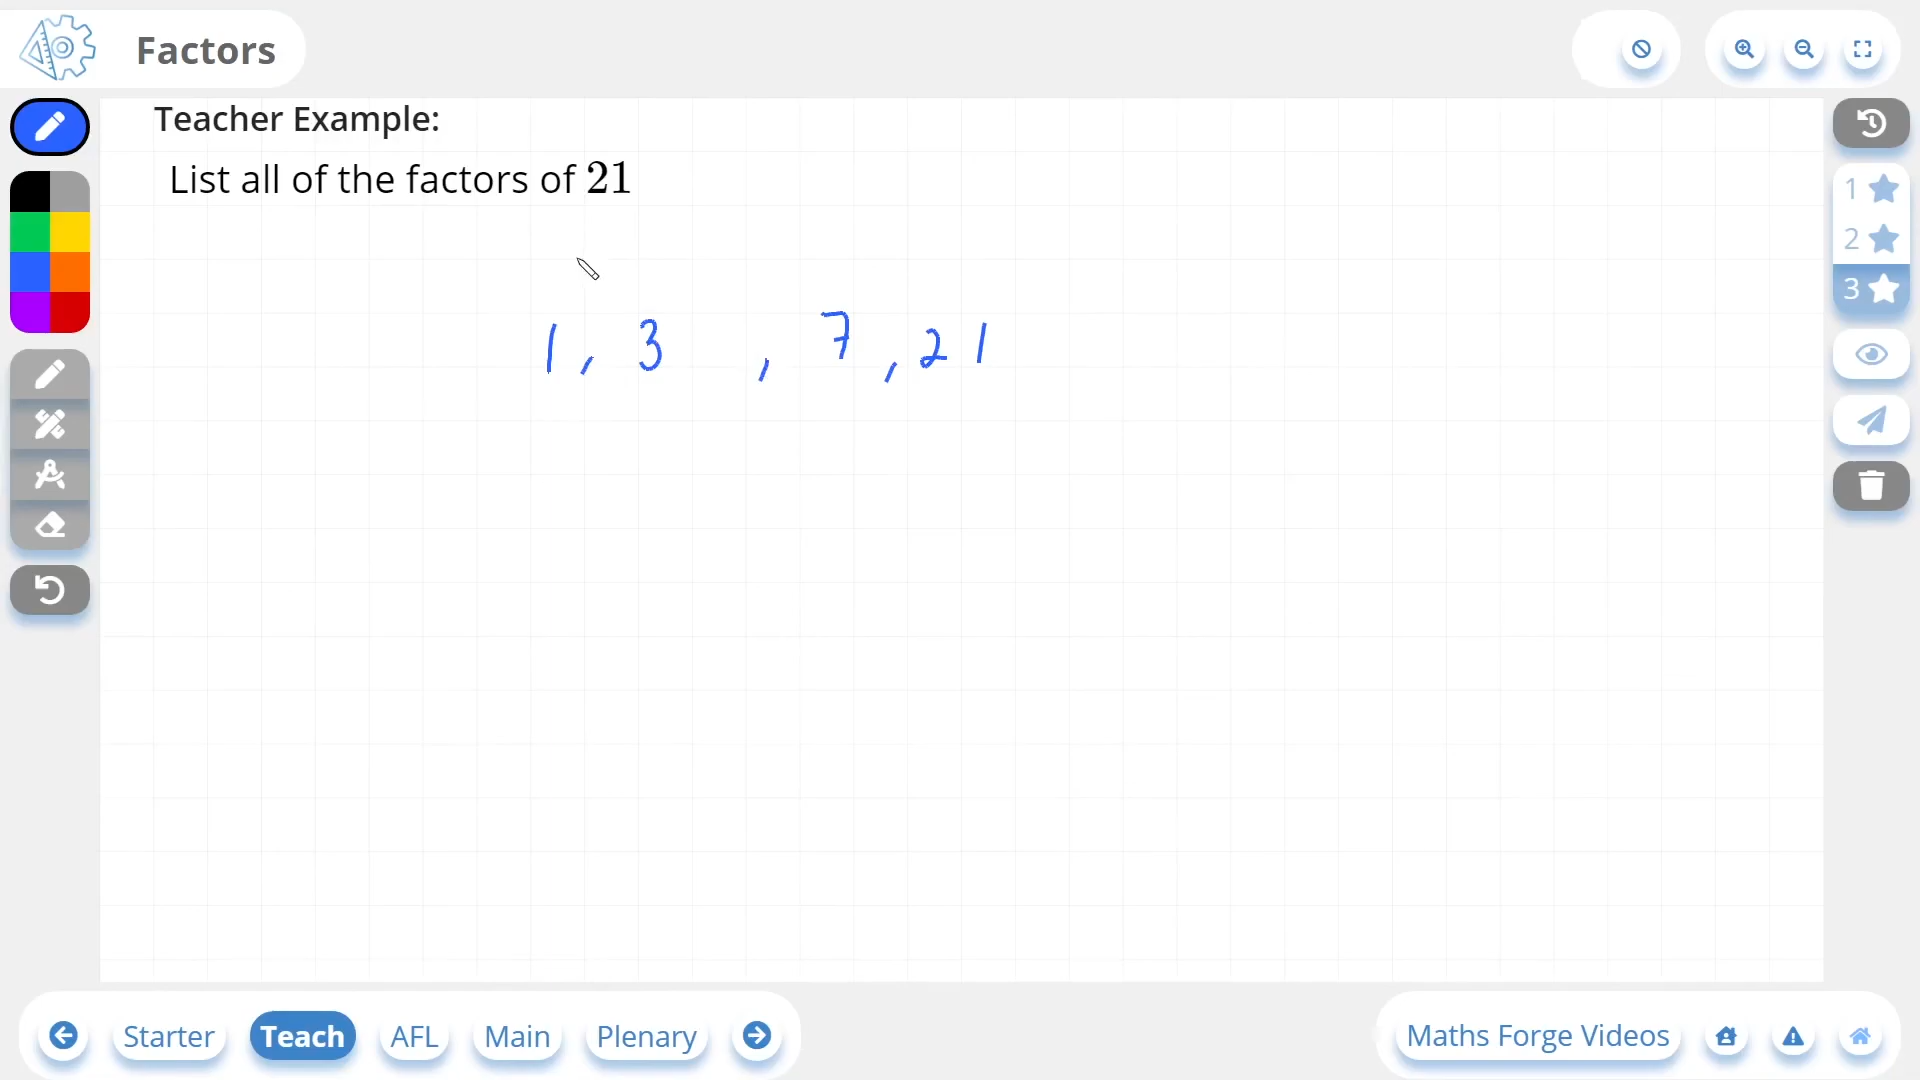 Factors
Teacher Example:
List all of the factors of 21
1, 3 , 7, 21
1
2
3
Starter Teach AFL Main Plenary
Maths Forge Videos